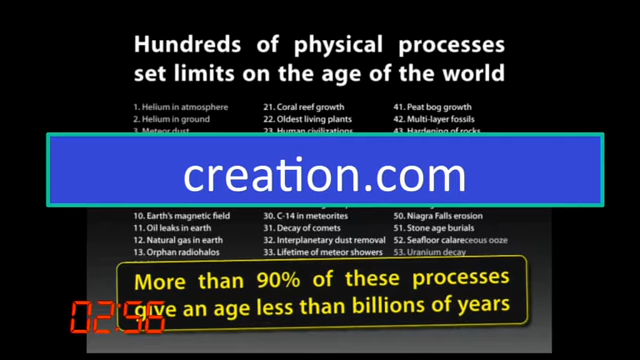 Hundreds of physical processes
set limits on the age of the world
1. Helium in atmosphere 21. Coral reef growth 41. Peat bog growth
2. Helium in ground 22. Oldest living plants 42. Multi-layer fossils
3. Meteor dust 23. Human civilizations 43. Hardening of rocks
creation.com
10. Earth's magnetic field 30. C-14 in meteorites 50. Niagra Falls erosion
11. Oil leaks in earth 31. Decay of comets 51. Stone age burials
12. Natural gas in earth 32. Interplanetary dust removal 52. Seafloor calareceous ooze
13. Orphan radiohalos 33. Lifetime of meteor showers 53. Uranium decay
More than 90% of these processes
give an age less than billions of years
02:56